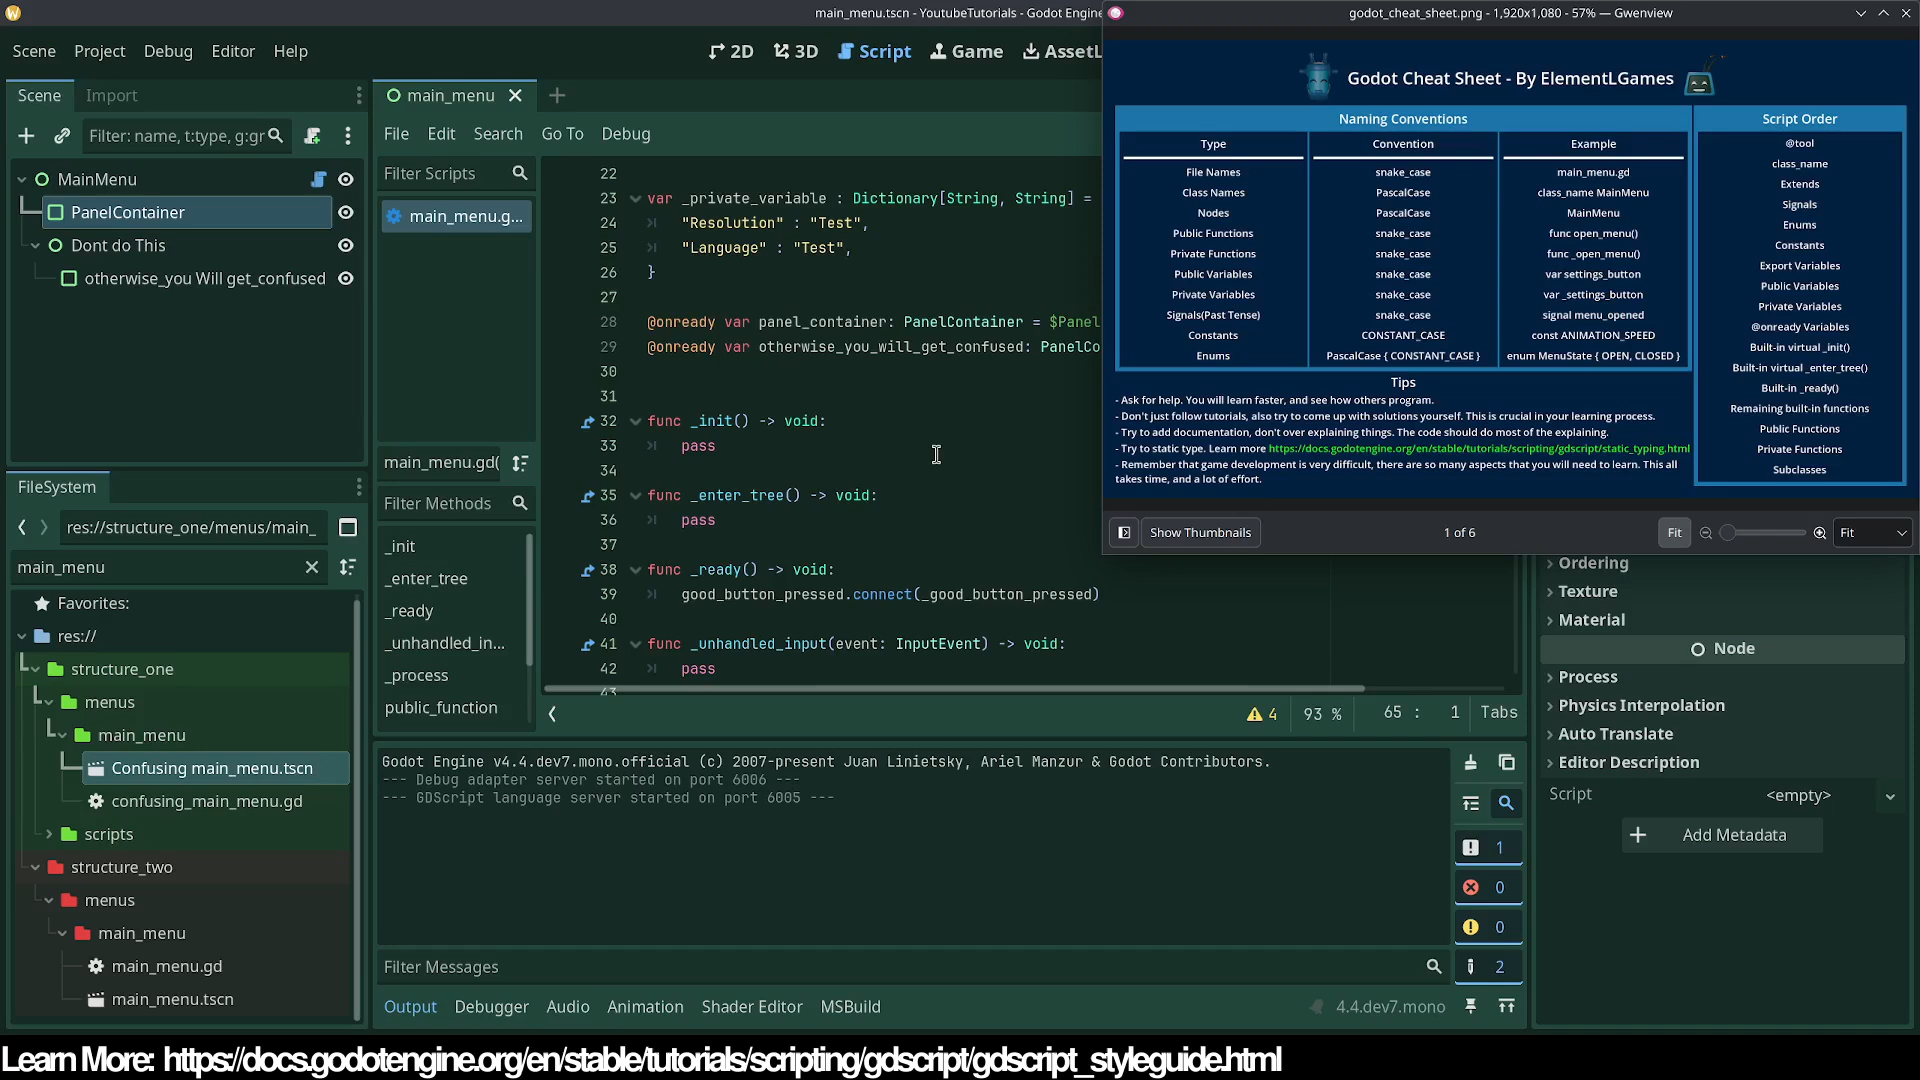 main_menu.tscn - YoutubeTutorials - Godot Engine
Scene Project Debug Editor Help
2D 3D Script Game AssetL
Scene Import
Filter: name, t:type, g:gr
MainMenu
PanelContainer
Dont do This
otherwise_you Will get_confused
FileSystem
res://structure_one/menus/main_
main_menu
Favorites:
res://
structure_one
menus
main_menu
Confusing main_menu.tscn
confusing_main_menu.gd
scripts
structure_two
menus
main_menu
main_menu.gd
main_menu.tscn
main_menu
File Edit Search Go To Debug
Filter Scripts
main_menu.g...
main_menu.gd(
Filter Methods
_init
_enter_tree
_ready
_unhandled_in...
_process
public_function
22
23 var _private_variable : Dictionary[String, String] =
24 "Resolution" : "Test",
25 "Language" : "Test",
26 }
27
28 @onready var panel_container: PanelContainer = $Panel
29 @onready var otherwise_you_will_get_confused: PanelCo
30
31
32 func _init() -> void:
33 pass
34
35 func _enter_tree() -> void:
36 pass
37
38 func _ready() -> void:
39 good_button_pressed.connect(_good_button_pressed)
40
41 func _unhandled_input(event: InputEvent) -> void:
42 pass
43
4 93 % 65 : 1 Tabs
Godot Engine v4.4.dev7.mono.official (c) 2007-present Juan Linietsky, Ariel Manzur & Godot Contributors.
--- Debug adapter server started on port 6006 ---
--- GDScript language server started on port 6005 ---
1
0
0
2
Filter Messages
Output Debugger Audio Animation Shader Editor MSBuild 4.4.dev7.mono
godot_cheat_sheet.png - 1,920x1,080 - 57% — Gwenview
Godot Cheat Sheet - By ElementLGames
Naming Conventions
Type Convention Example
File Names snake_case main_menu.gd
Class Names PascalCase class_name MainMenu
Nodes PascalCase MainMenu
Public Functions snake_case func open_menu()
Private Functions snake_case func _open_menu()
Public Variables snake_case var settings_button
Private Variables snake_case var _settings_button
Signals(Past Tense) snake_case signal menu_opened
Constants CONSTANT_CASE const ANIMATION_SPEED
Enums PascalCase { CONSTANT_CASE } enum MenuState { OPEN, CLOSED }
Script Order
@tool
class_name
Extends
Signals
Enums
Constants
Export Variables
Public Variables
Private Variables
@onready Variables
Built-in virtual _init()
Built-in virtual _enter_tree()
Built-in _ready()
Remaining built-in functions
Public Functions
Private Functions
Subclasses
Tips
- Ask for help. You will learn faster, and see how others program.
- Don't just follow tutorials, also try to come up with solutions yourself. This is crucial in your learning process.
- Try to add documentation, don't over explaining things. The code should do most of the explaining.
- Try to static type. Learn more https://docs.godotengine.org/en/stable/tutorials/scripting/gdscript/static_typing.html
- Remember that game development is very difficult, there are so many aspects that you will need to learn. This all
takes time, and a lot of effort.
Show Thumbnails 1 of 6 Fit Fit
Ordering
Texture
Material
Node
Process
Physics Interpolation
Auto Translate
Editor Description
Script <empty>
Add Metadata
Learn More: https://docs.godotengine.org/en/stable/tutorials/scripting/gdscript/gdscript_styleguide.html